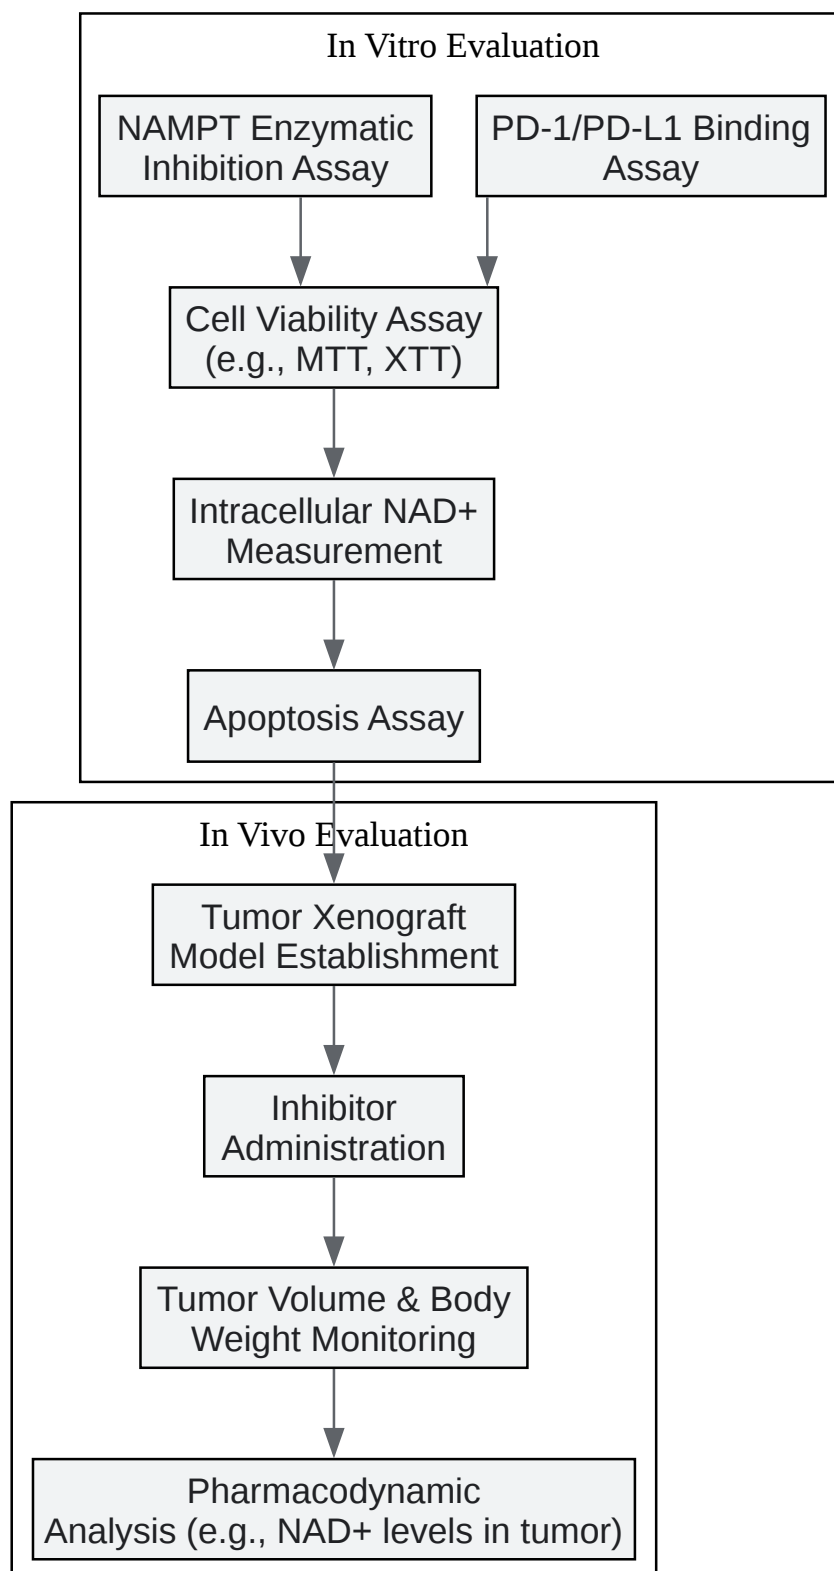 In Vitro Evaluation
NAMPT Enzymatic
Inhibition Assay
PD-1/PD-L1 Binding
Assay
Cell Viability Assay
(e.g., MTT, XTT)
Intracellular NAD+
Measurement
Apoptosis Assay
In Vivo Evaluation
Tumor Xenograft
Model Establishment
Inhibitor
Administration
Tumor Volume & Body
Weight Monitoring
Pharmacodynamic
Analysis (e.g., NAD+ levels in tumor)